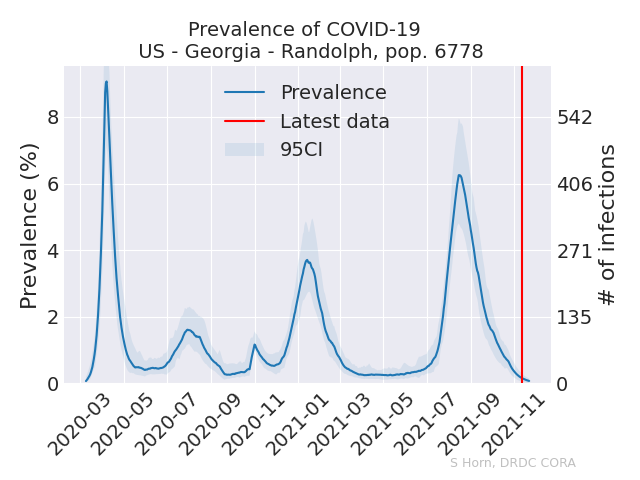 Prevalence of COVID-19
US - Georgia - Randolph, pop. 6778
Prevalence
Latest data
95CI
Prevalence (%)
8
6
4
2
0
542
406
271
135
0
# of infections
2020-03
2020-05
2020-07
2020-09
2020-11
2021-01
2021-03
2021-05
2021-07
2021-09
2021-11
S Horn, DRDC CORA